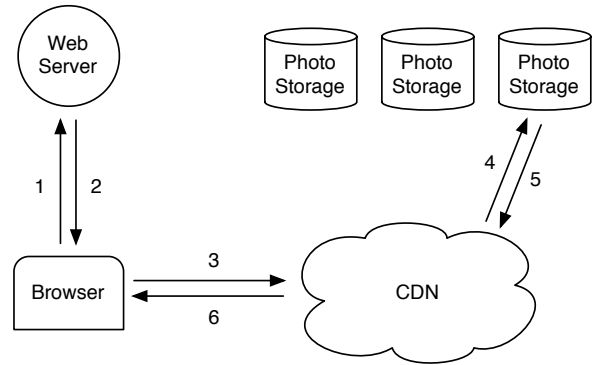 Web
Server
Photo
Storage
Photo
Storage
Photo
Storage
1
2
4
5
3
6
Browser
CDN